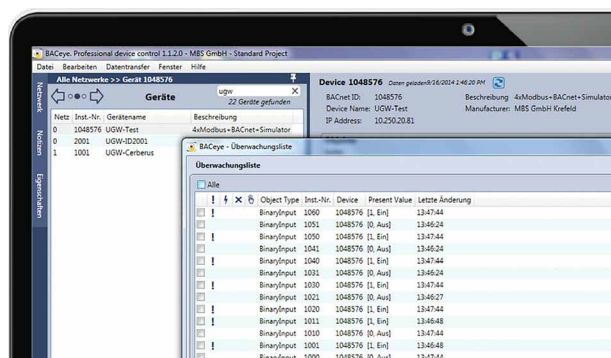 BACeye. Professional device control 1.1.2.0 - MBS GmbH - Standard Project
Datei Bearbeiten Datentransfer Fenster Hilfe
Alle Netzwerke >> Gerät 1048576
Geräte
ugw X
22 Geräte gefunden
Netz Inst.-Nr. Gerätename Beschreibung
0 1048576 UGW-Test 4xModbus+BACnet+Simulator
0 2001 UGW-ID2001
1 1001 UGW-Cerberus
Netzwerk
Notizen
Eigenschaften
Device 1048576 Daten geladen9/16/2014 1:46:20 PM
BACnet ID: 1048576 Beschreibung 4xModbus+BACnet+Simulator
Device Name: UGW-Test Manufacturer: MBS GmbH Krefeld
IP Address: 10.250.20.81
BACeye - Überwachungsliste
Überwachungsliste
Alle
! Object Type Inst.-Nr. Device Present Value Letzte Änderung
! BinaryInput 1060 1048576 [1, Ein] 13:47:44
BinaryInput 1051 1048576 [0, Aus] 13:46:24
! BinaryInput 1050 1048576 [1, Ein] 13:47:44
BinaryInput 1041 1048576 [0, Aus] 13:46:24
! BinaryInput 1040 1048576 [1, Ein] 13:47:44
BinaryInput 1031 1048576 [0, Aus] 13:46:24
! BinaryInput 1030 1048576 [1, Ein] 13:47:44
BinaryInput 1021 1048576 [0, Aus] 13:46:27
! BinaryInput 1020 1048576 [1, Ein] 13:47:44
! BinaryInput 1011 1048576 [1, Ein] 13:46:48
BinaryInput 1010 1048576 [0, Aus] 13:47:44
! BinaryInput 1001 1048576 [1, Ein] 13:46:48
BinaryInput 1000 1048576 [0, Aus] 13:47:44